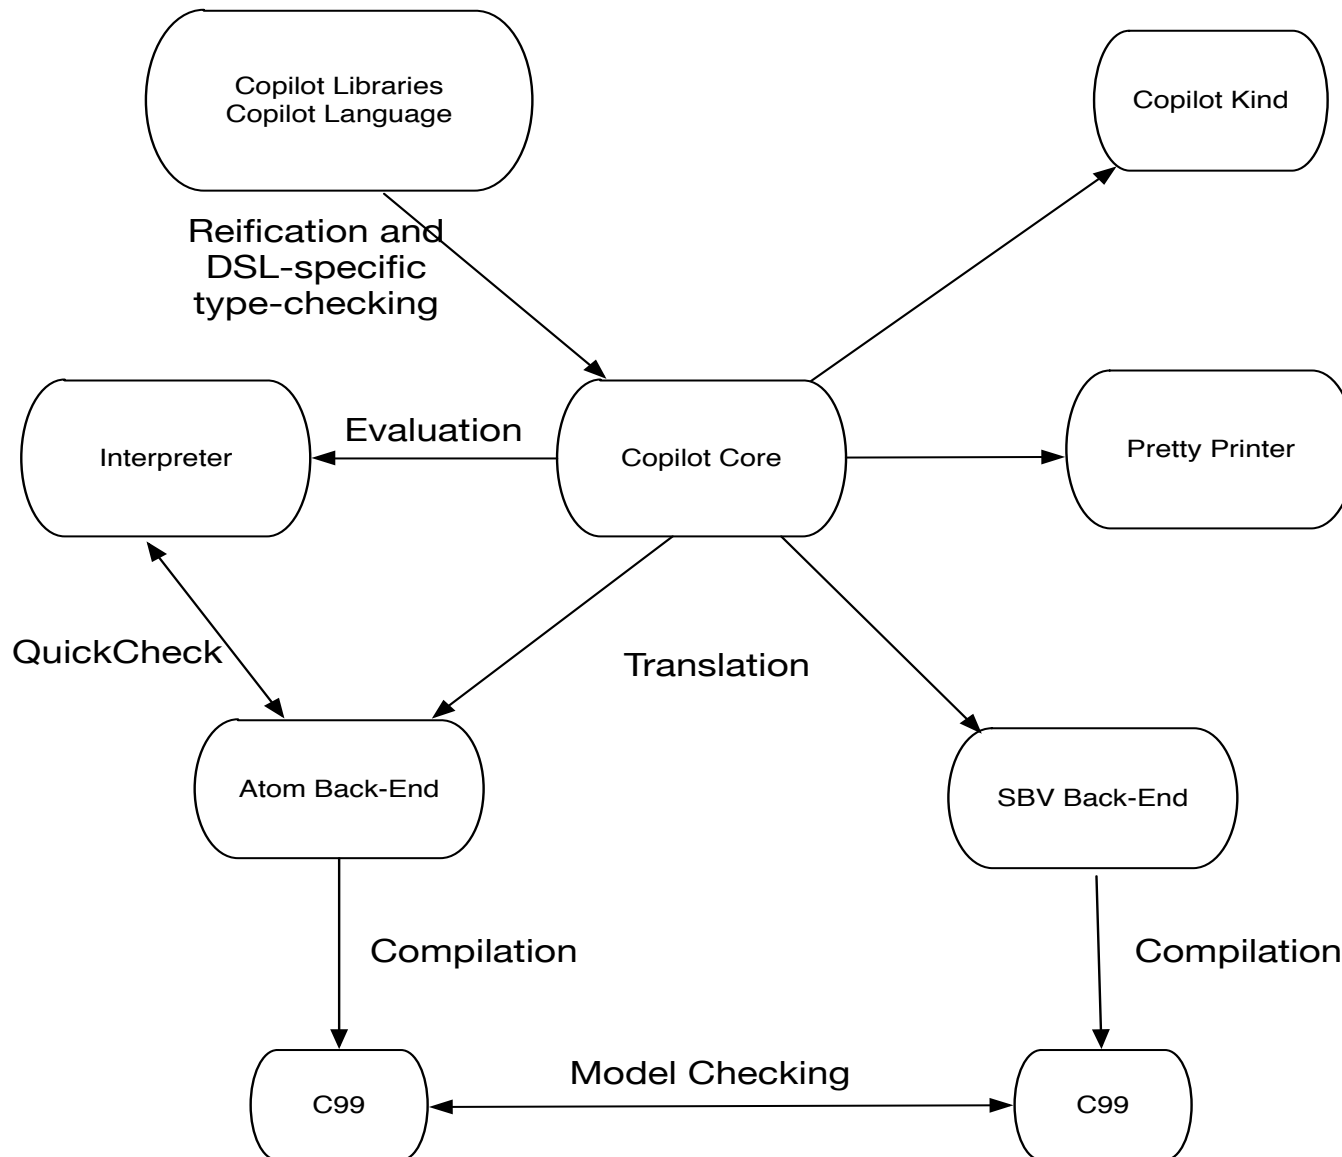 Copilot Libraries
Copilot Language
Copilot Kind
Reification and
DSL-specific
type-checking
Interpreter
Evaluation
Copilot Core
Pretty Printer
QuickCheck
Translation
Atom Back-End
SBV Back-End
Compilation
Compilation
C99
Model Checking
C99